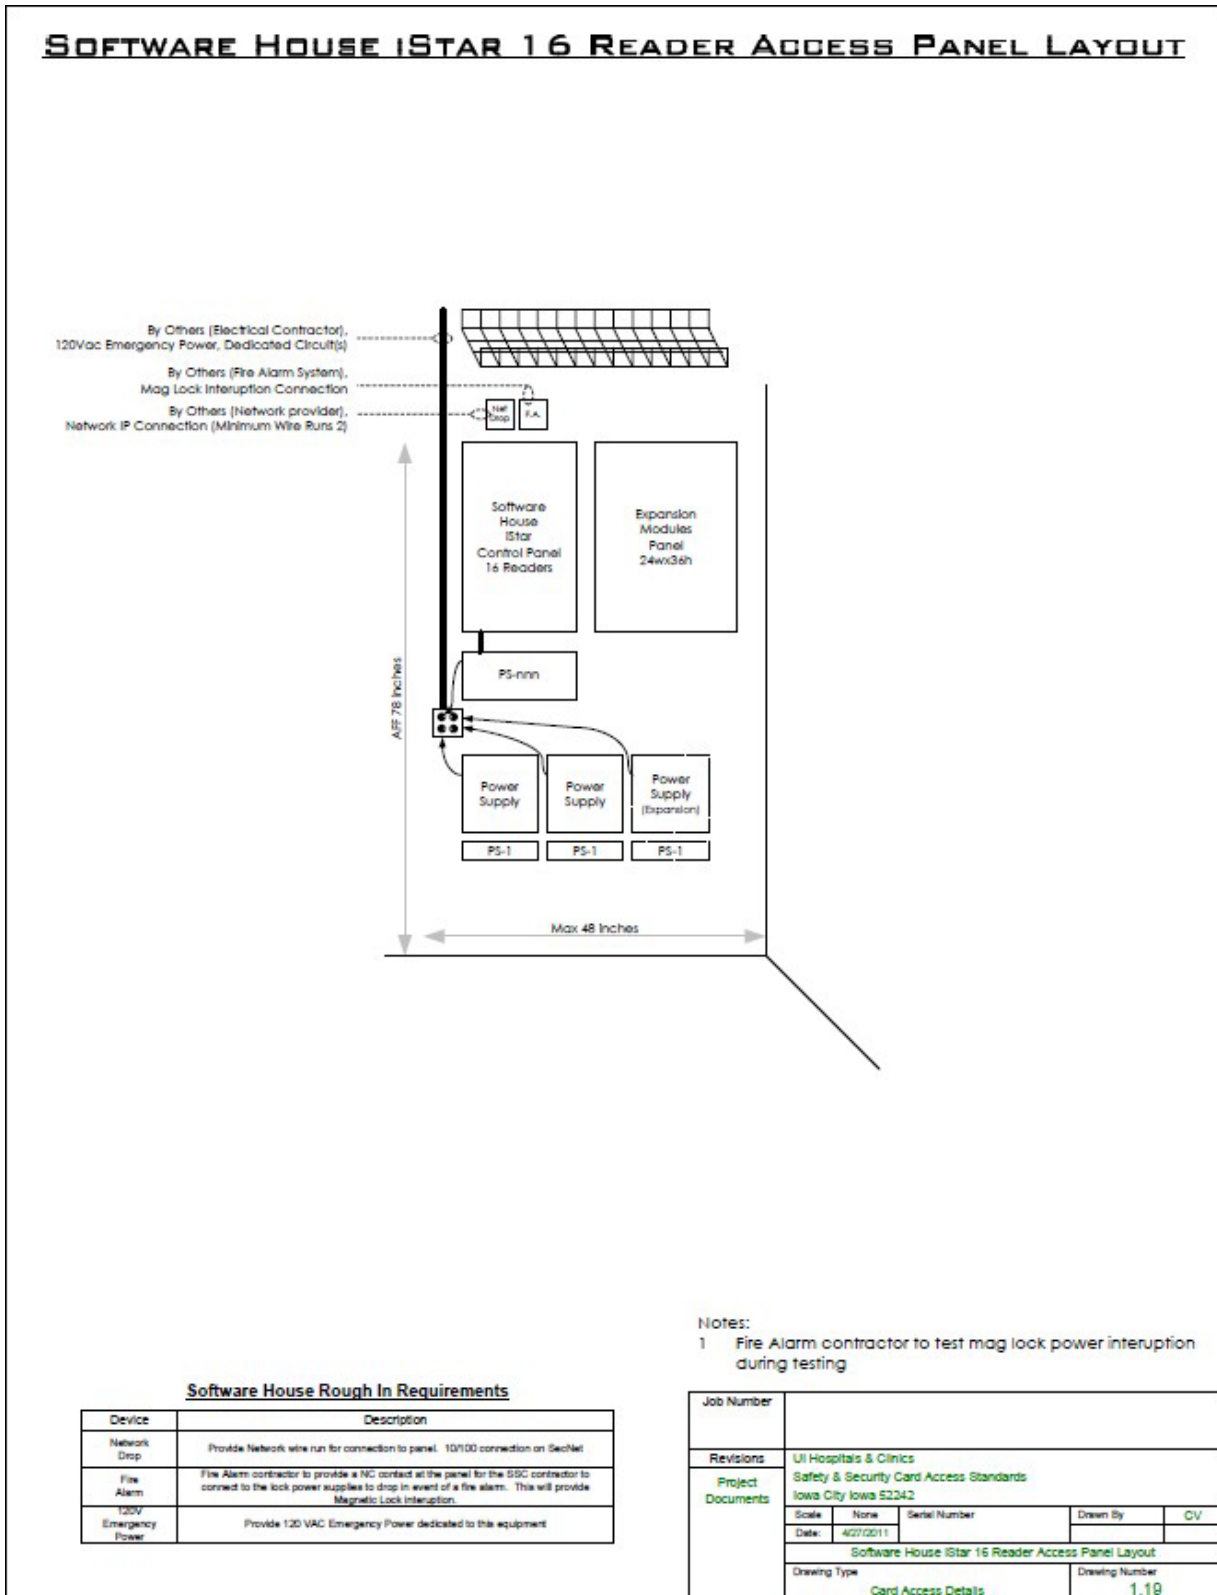 SOFTWARE HOUSE iSTAR 16 READER ACCESS PANEL LAYOUT
By Others (Electrical Contractor),
120Vac Emergency Power, Dedicated Circuit(s)
By Others (Fire Alarm System),
Mag Lock Interuption Connection
By Others (Network provider),
Network IP Connection (Minimum Wire Runs 2)
Net
Drop
F.A.
Software
House
iStar
Control Panel
16 Readers
Expansion
Modules
Panel
24wx36h
PS-nnn
AFF 78 Inches
Power
Supply
Power
Supply
Power
Supply
(Expansion)
PS-1
PS-1
PS-1
Max 48 Inches
Notes:
1 Fire Alarm contractor to test mag lock power interuption
during testing
Software House Rough In Requirements
Device Description
Network
Drop
Provide Network wire run for connection to panel. 10/100 connection on SecNet
Fire
Alarm
Fire Alarm contractor to provide a NC contact at the panel for the SSC contractor to
connect to the lock power supplies to drop in event of a fire alarm. This will provide
Magnetic Lock interuption.
120V
Emergency
Power
Provide 120 VAC Emergency Power dedicated to this equipment
Job Number
Revisions
Project
Documents
UI Hospitals & Clinics
Safety & Security Card Access Standards
Iowa City Iowa 52242
Scale None Serial Number Drawn By CV
Date: 4/27/2011
Software House iStar 16 Reader Access Panel Layout
Drawing Type Drawing Number
Card Access Details 1.19